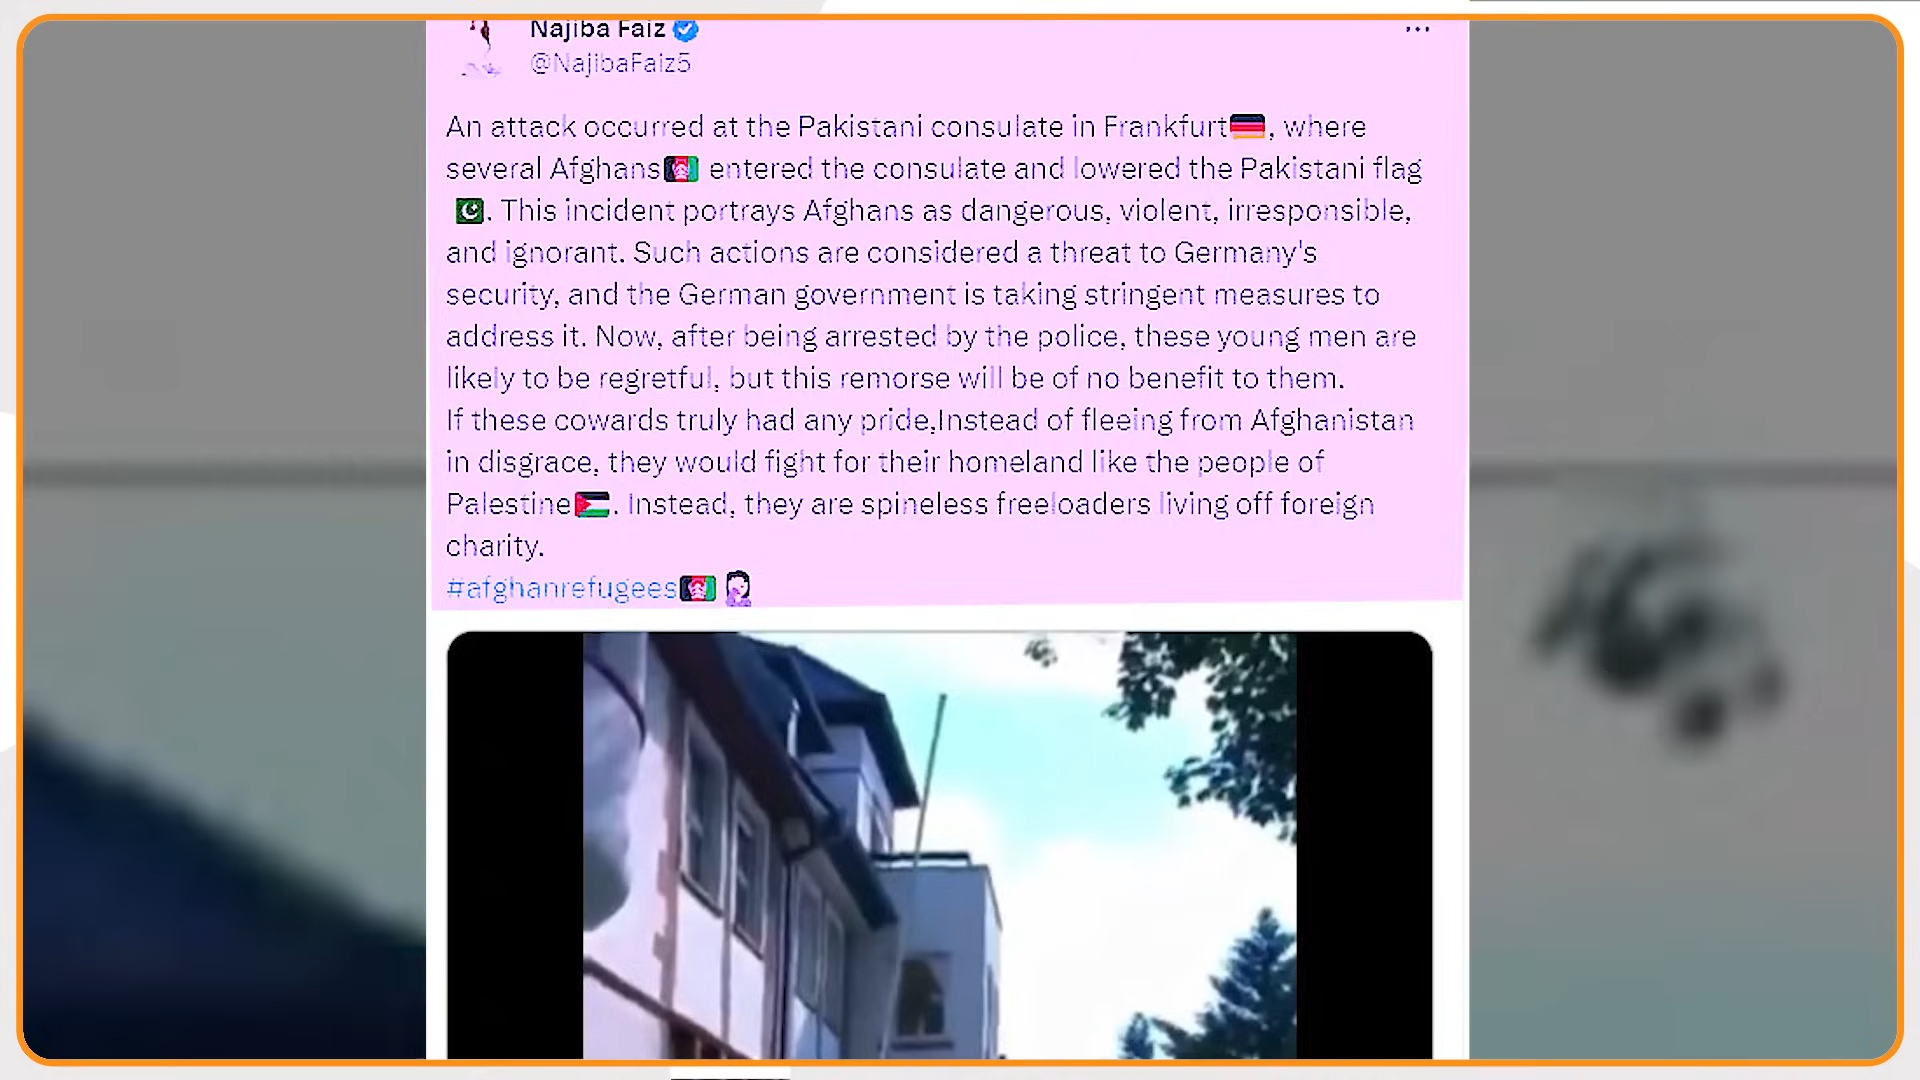 Najiba Faiz
@NajibaFaiz5
An attack occurred at the Pakistani consulate in Frankfurt🇩🇪, where
several Afghans🇦🇫 entered the consulate and lowered the Pakistani flag
🇵🇰. This incident portrays Afghans as dangerous, violent, irresponsible,
and ignorant. Such actions are considered a threat to Germany's
security, and the German government is taking stringent measures to
address it. Now, after being arrested by the police, these young men are
likely to be regretful, but this remorse will be of no benefit to them.
If these cowards truly had any pride,Instead of fleeing from Afghanistan
in disgrace, they would fight for their homeland like the people of
Palestine🇵🇸. Instead, they are spineless freeloaders living off foreign
charity.
#afghanrefugees🇦🇫